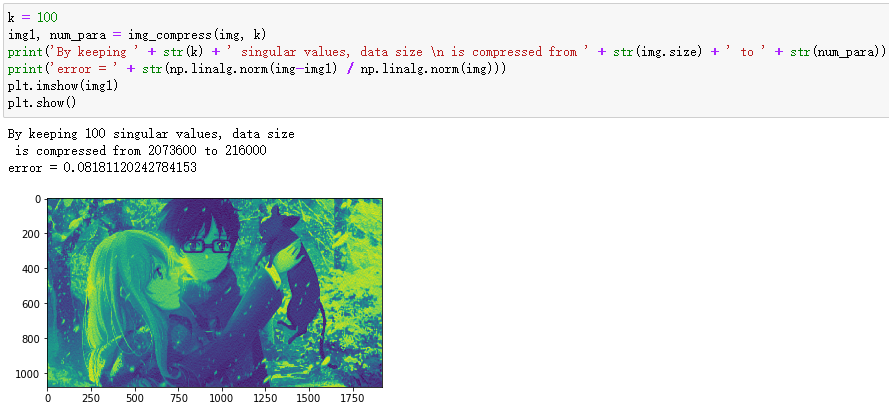 k = 100
img1, num_para = img_compress(img, k)
print('By keeping ' + str(k) + ' singular values, data size \n is compressed from ' + str(img.size) + ' to ' + str(num_para))
print('error = ' + str(np.linalg.norm(img-img1) / np.linalg.norm(img)))
plt.imshow(img1)
plt.show()
By keeping 100 singular values, data size
 is compressed from 2073600 to 216000
error = 0.08181120242784153
0
200
400
600
800
1000
0 250 500 750 1000 1250 1500 1750